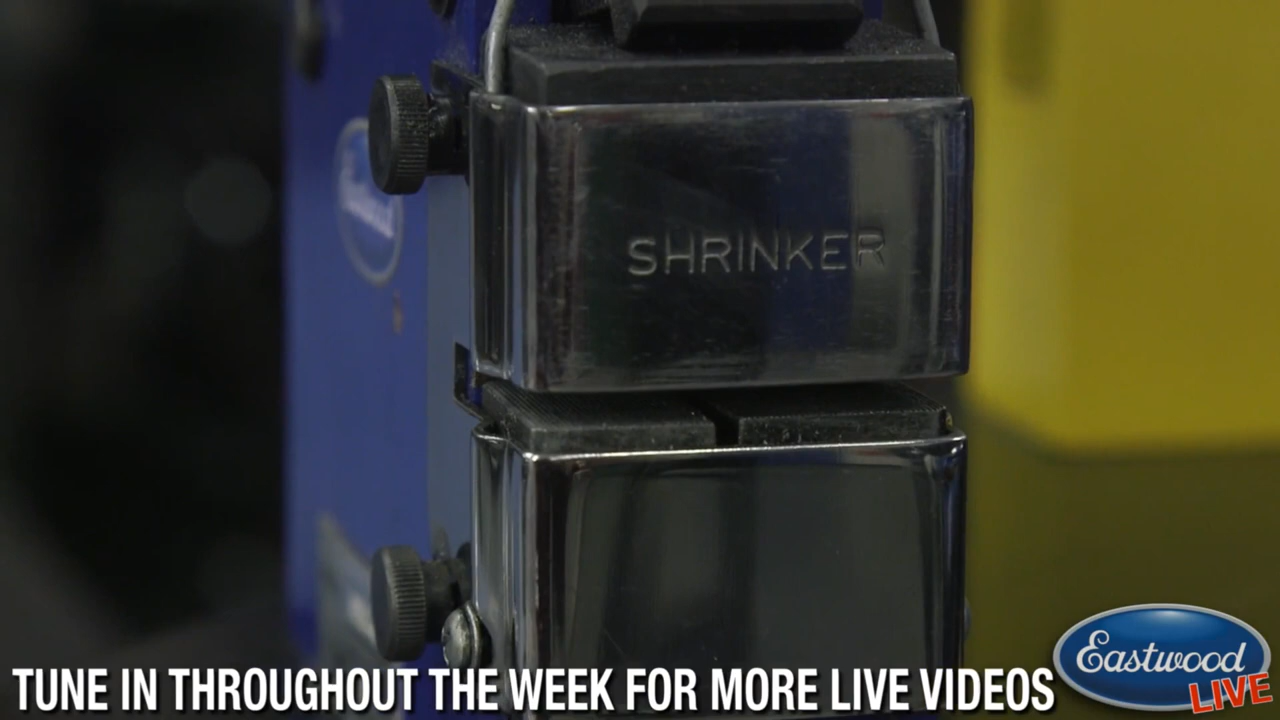 SHRINKER
TUNE IN THROUGHOUT THE WEEK FOR MORE LIVE VIDEOS
Eastwood
LIVE